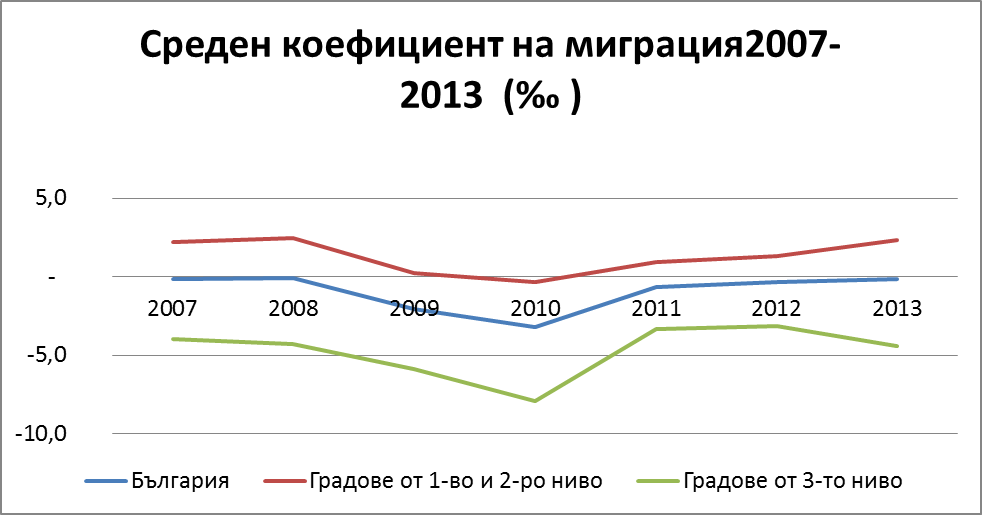 Среден коефициент на миграция2007-
2013 (‰ )
5,0
-
2007 2008 2009 2010 2011 2012 2013
-5,0
-10,0
България Градове от 1-во и 2-ро ниво Градове от 3-то ниво